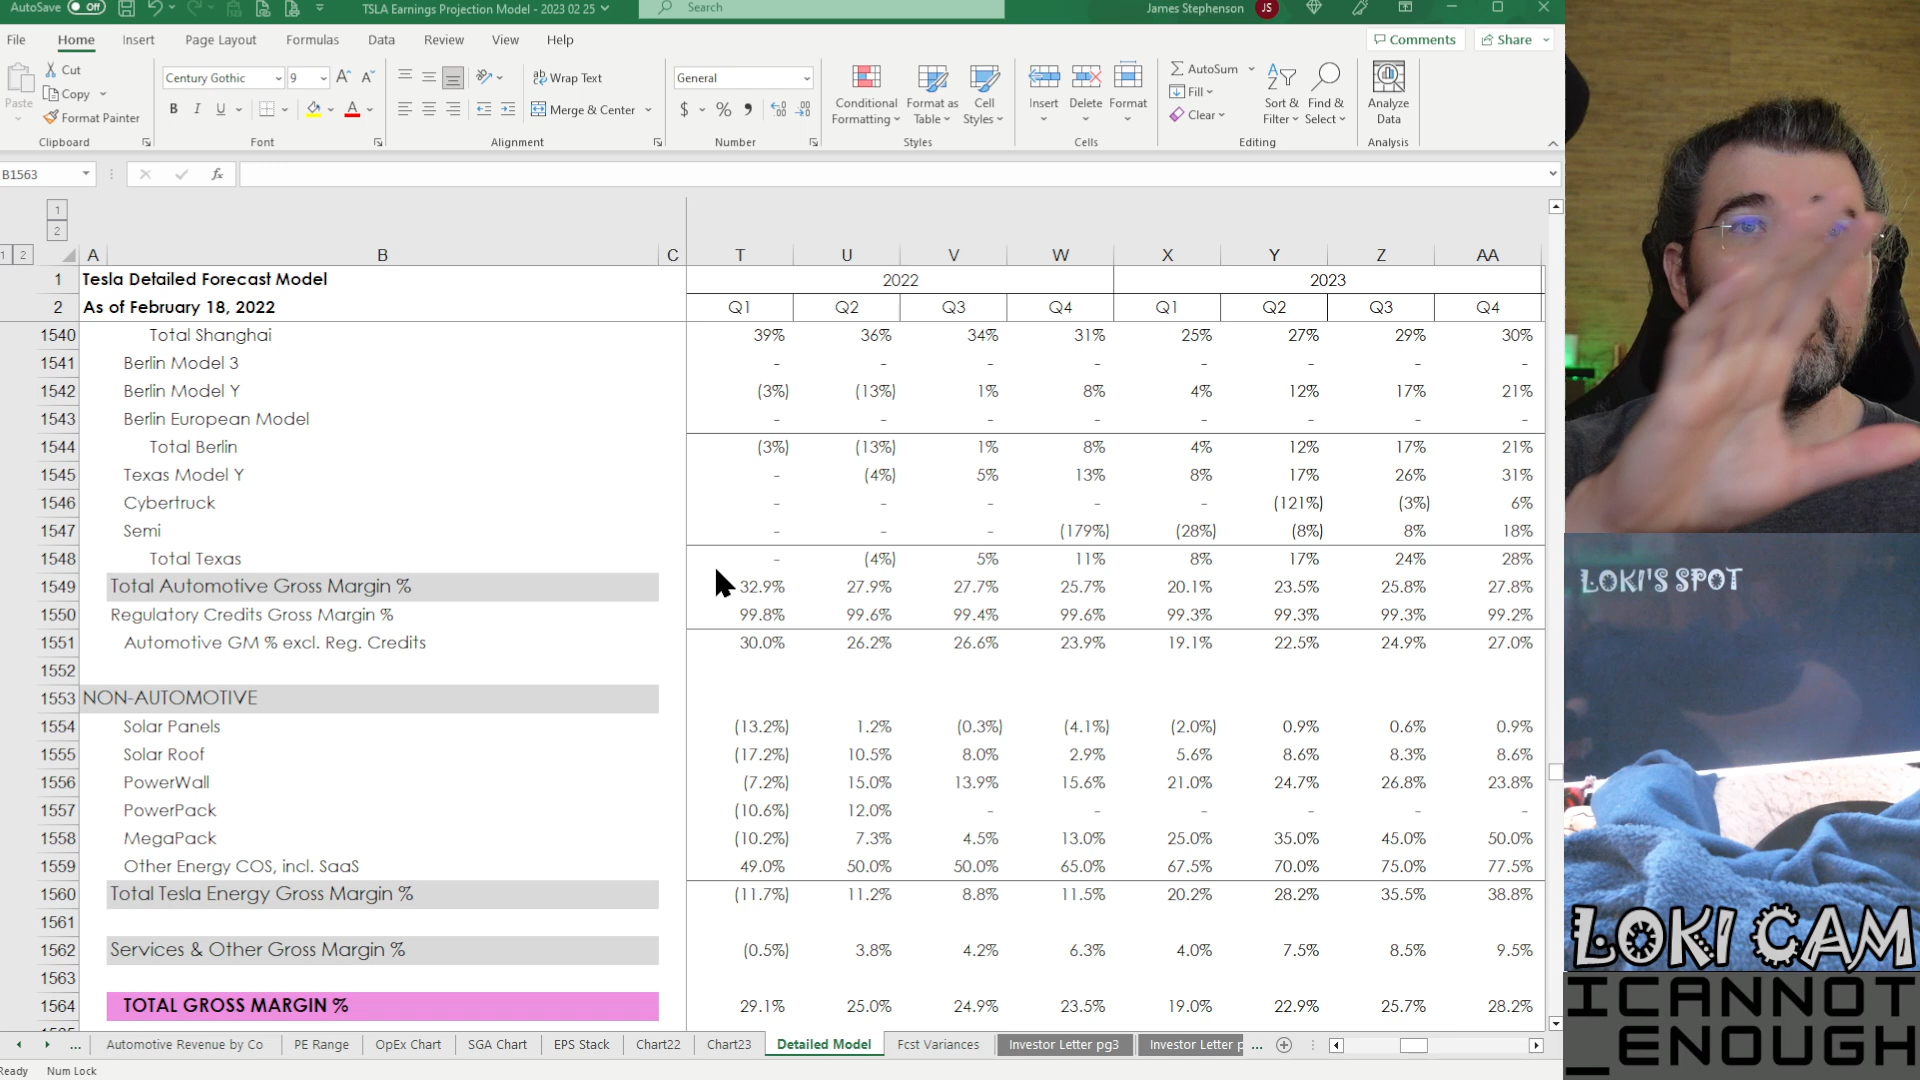 AutoSave Off TSLA Earnings Projection Model - 2023 02 25 Search James Stephenson JS
File Home Insert Page Layout Formulas Data Review View Help Comments Share
Paste Cut Copy Format Painter Clipboard
Century Gothic 9 B I U Font
Wrap Text Merge & Center Alignment
General $ % Number
Conditional Formatting Format as Table Cell Styles Styles
Insert Delete Format Cells
AutoSum Fill Clear Sort & Filter Find & Select Editing
Analyze Data Analysis
B1563 fx
1
2
1 2 A B C T U V W X Y Z AA
1 Tesla Detailed Forecast Model 2022 2023
2 As of February 18, 2022 Q1 Q2 Q3 Q4 Q1 Q2 Q3 Q4
1540 Total Shanghai 39% 36% 34% 31% 25% 27% 29% 30%
1541 Berlin Model 3 - - - - - - - -
1542 Berlin Model Y (3%) (13%) 1% 8% 4% 12% 17% 21%
1543 Berlin European Model - - - - - - - -
1544 Total Berlin (3%) (13%) 1% 8% 4% 12% 17% 21%
1545 Texas Model Y - (4%) 5% 13% 8% 17% 26% 31%
1546 Cybertruck - - - - - (121%) (3%) 6%
1547 Semi - - - (179%) (28%) (8%) 8% 18%
1548 Total Texas - (4%) 5% 11% 8% 17% 24% 28%
1549 Total Automotive Gross Margin % 32.9% 27.9% 27.7% 25.7% 20.1% 23.5% 25.8% 27.8%
1550 Regulatory Credits Gross Margin % 99.8% 99.6% 99.4% 99.6% 99.3% 99.3% 99.3% 99.2%
1551 Automotive GM % excl. Reg. Credits 30.0% 26.2% 26.6% 23.9% 19.1% 22.5% 24.9% 27.0%
1552
1553 NON-AUTOMOTIVE
1554 Solar Panels (13.2%) 1.2% (0.3%) (4.1%) (2.0%) 0.9% 0.6% 0.9%
1555 Solar Roof (17.2%) 10.5% 8.0% 2.9% 5.6% 8.6% 8.3% 8.6%
1556 PowerWall (7.2%) 15.0% 13.9% 15.6% 21.0% 24.7% 26.8% 23.8%
1557 PowerPack (10.6%) 12.0% - - - - - -
1558 MegaPack (10.2%) 7.3% 4.5% 13.0% 25.0% 35.0% 45.0% 50.0%
1559 Other Energy COS, incl. SaaS 49.0% 50.0% 50.0% 65.0% 67.5% 70.0% 75.0% 77.5%
1560 Total Tesla Energy Gross Margin % (11.7%) 11.2% 8.8% 11.5% 20.2% 28.2% 35.5% 38.8%
1561
1562 Services & Other Gross Margin % (0.5%) 3.8% 4.2% 6.3% 4.0% 7.5% 8.5% 9.5%
1563
1564 TOTAL GROSS MARGIN % 29.1% 25.0% 24.9% 23.5% 19.0% 22.9% 25.7% 28.2%
... Automotive Revenue by Co PE Range OpEx Chart SGA Chart EPS Stack Chart22 Chart23 Detailed Model Fcst Variances Investor Letter pg3 Investor Letter p ...
Ready Num Lock
LOKI'S SPOT
LOKI CAM
ICANNOT
_ENOUGH